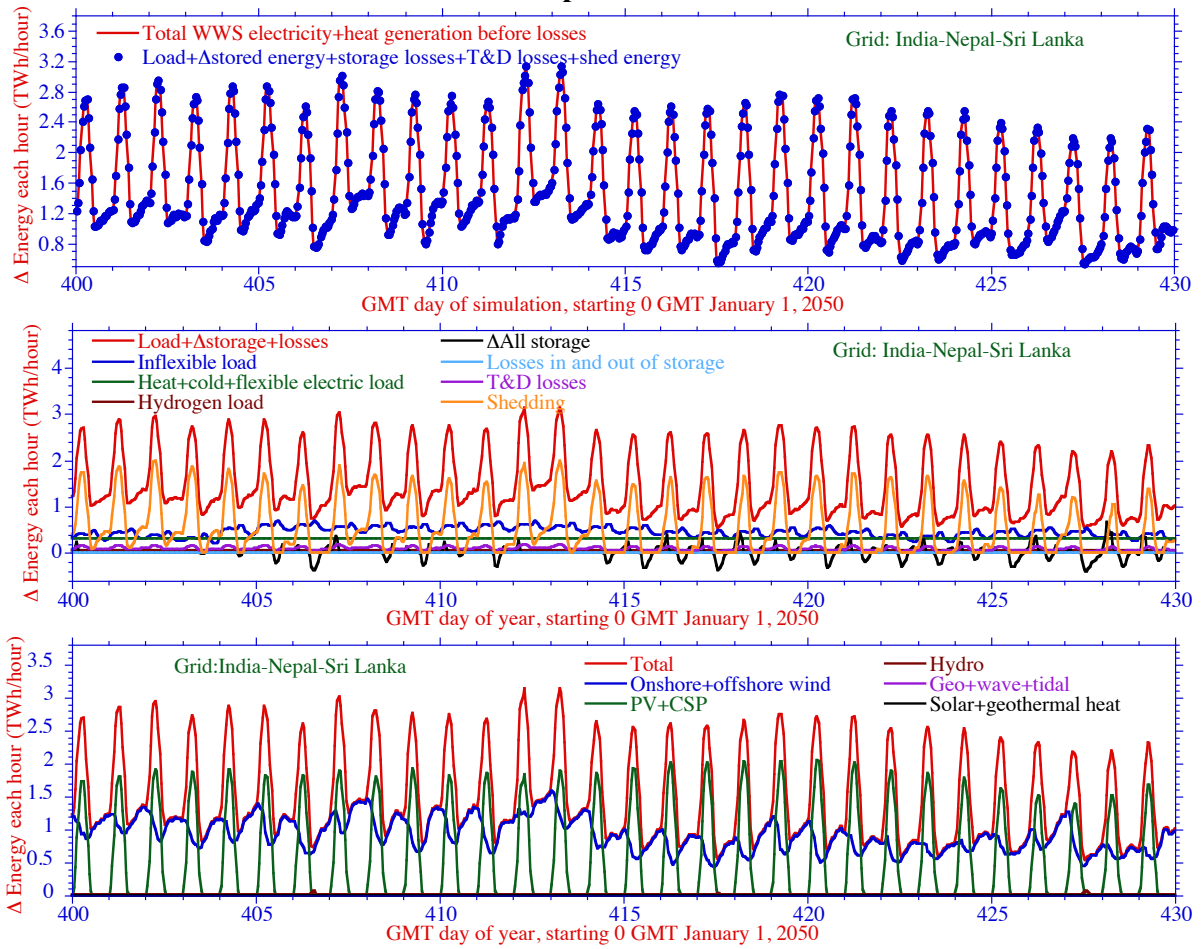 3.6
3.2
2.8
2.4
2
1.6
1.2
0.8
Δ Energy each hour (TWh/hour)
Total WWS electricity+heat generation before losses
Load+Δstored energy+storage losses+T&D losses+shed energy
Grid: India-Nepal-Sri Lanka
400 405 410 415 420 425 430
GMT day of simulation, starting 0 GMT January 1, 2050
Δ Energy each hour (TWh/hour)
4
3
2
1
0
Load+Δstorage+losses
Inflexible load
Heat+cold+flexible electric load
Hydrogen load
ΔAll storage
Losses in and out of storage
T&D losses
Shedding
Grid: India-Nepal-Sri Lanka
400 405 410 415 420 425 430
GMT day of year, starting 0 GMT January 1, 2050
Δ Energy each hour (TWh/hour)
3.5
3
2.5
2
1.5
1
0.5
0
Grid:India-Nepal-Sri Lanka
Total
Onshore+offshore wind
PV+CSP
Hydro
Geo+wave+tidal
Solar+geothermal heat
400 405 410 415 420 425 430
GMT day of year, starting 0 GMT January 1, 2050